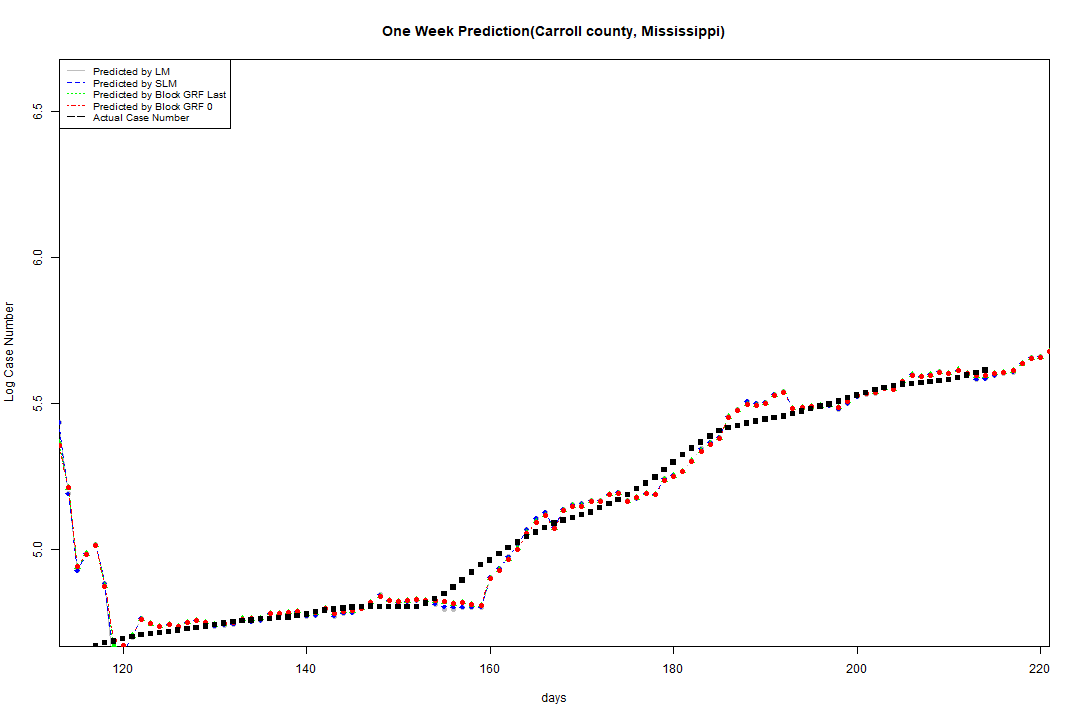 One Week Prediction(Carroll county, Mississippi)
Predicted by LM
Predicted by SLM
Predicted by Block GRF Last
Predicted by Block GRF 0
Actual Case Number
6.5
6.0
5.5
5.0
Log Case Number
120 140 160 180 200 220
days